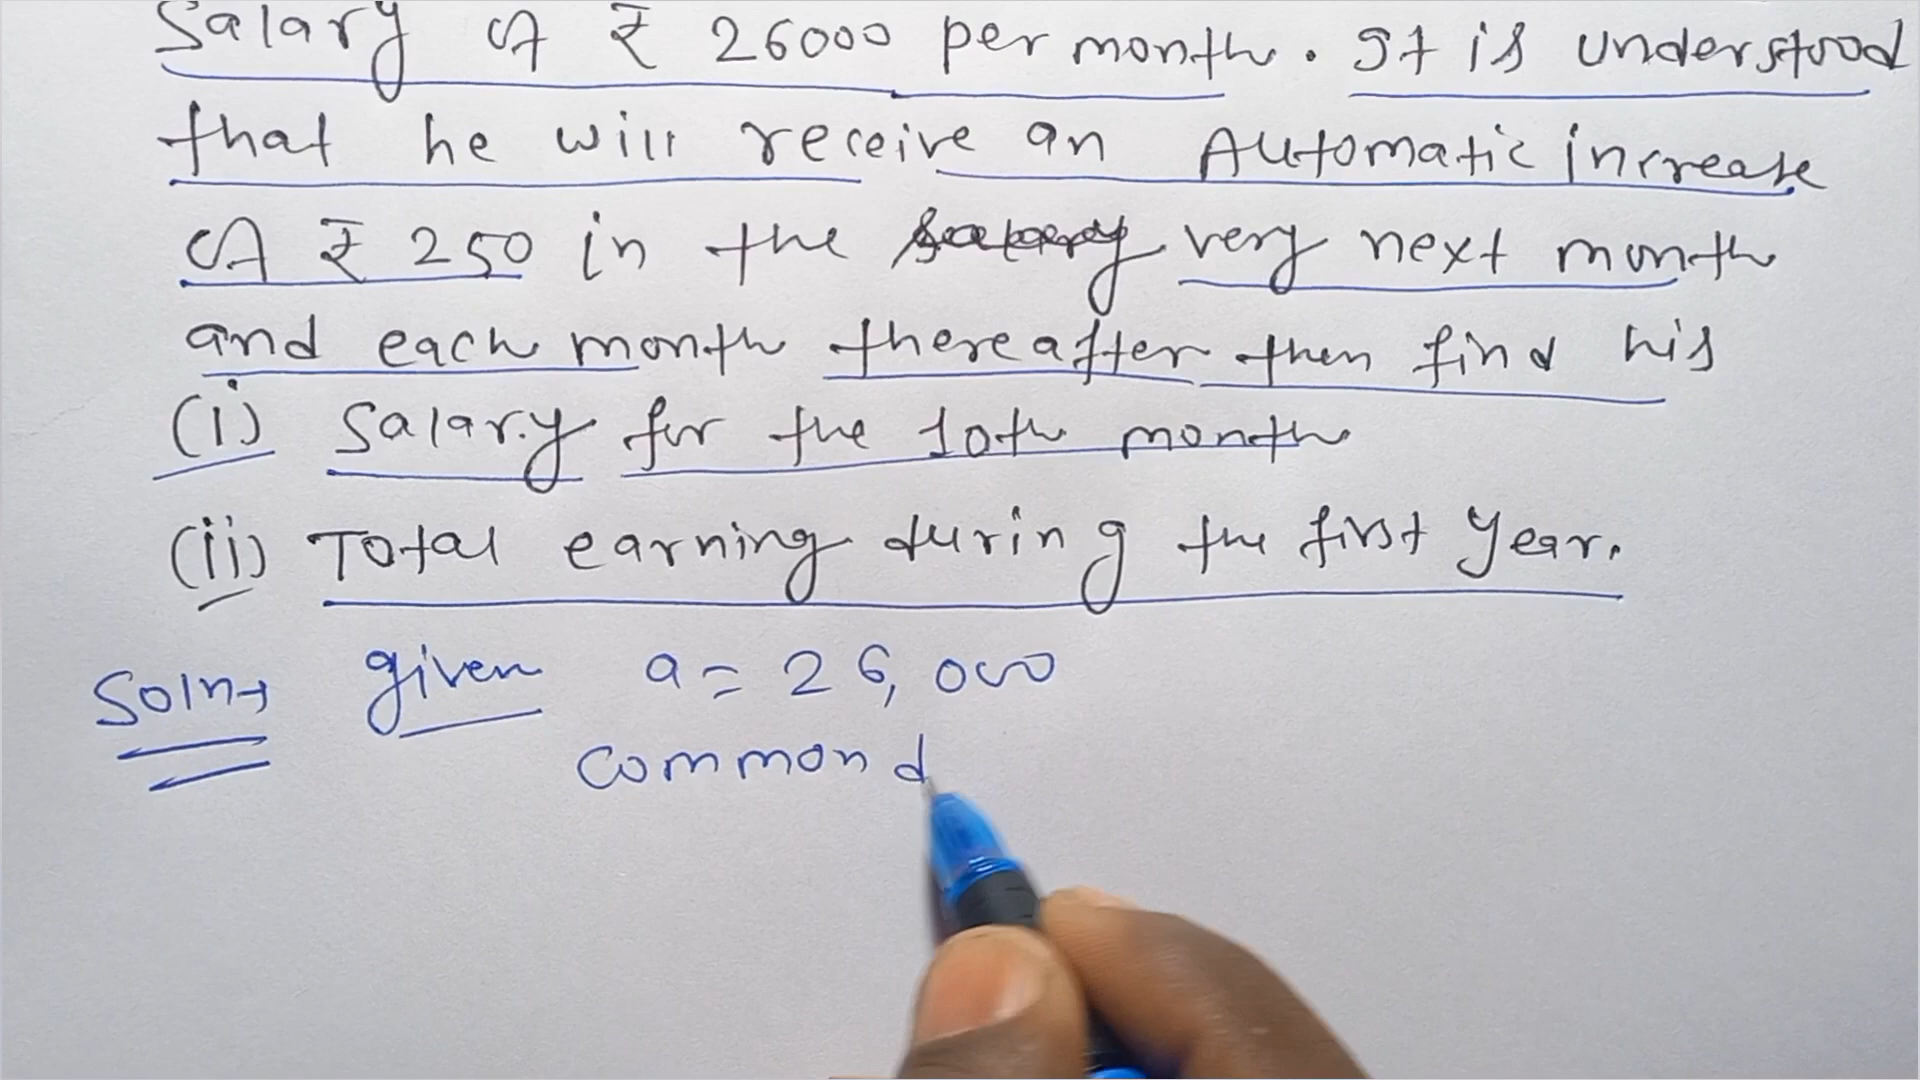 Salary of ₹ 26000 per month. It is understood
that he will receive an Automatic increase
of ₹ 250 in the salary very next month
and each month thereafter then find his
(i) Salary for the 10th month
(ii) Total earning during the first year.
Soln→ given a = 26,000
common d